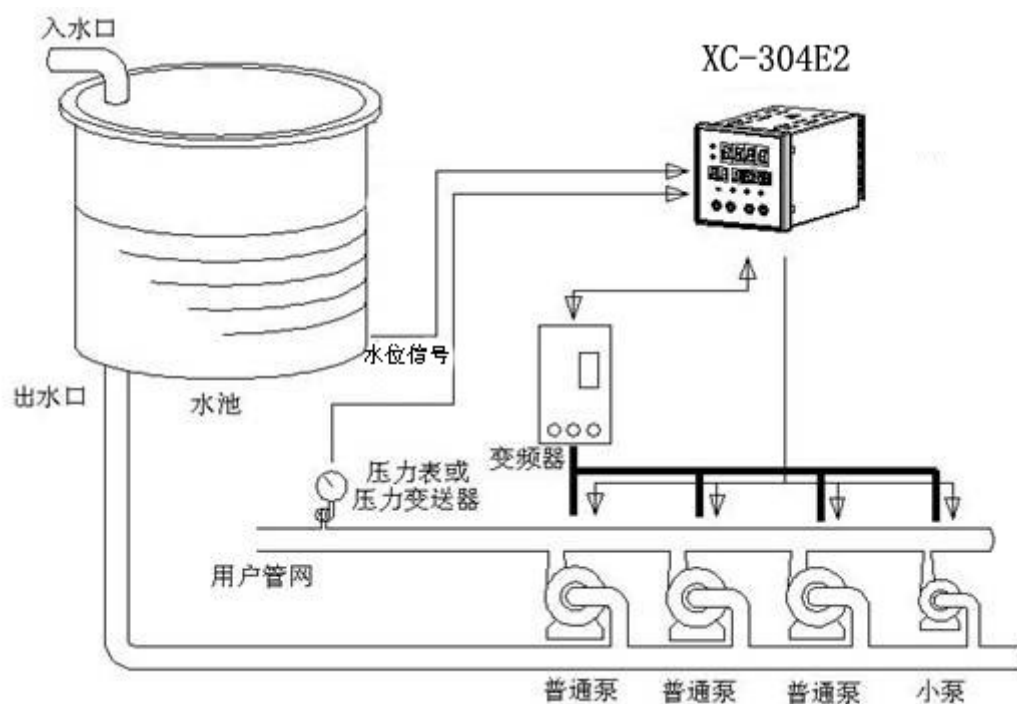 入水口
XC-304E2
水位信号
出水口
水池
变频器
压力表或
压力变送器
用户管网
普通泵
普通泵
普通泵
小泵